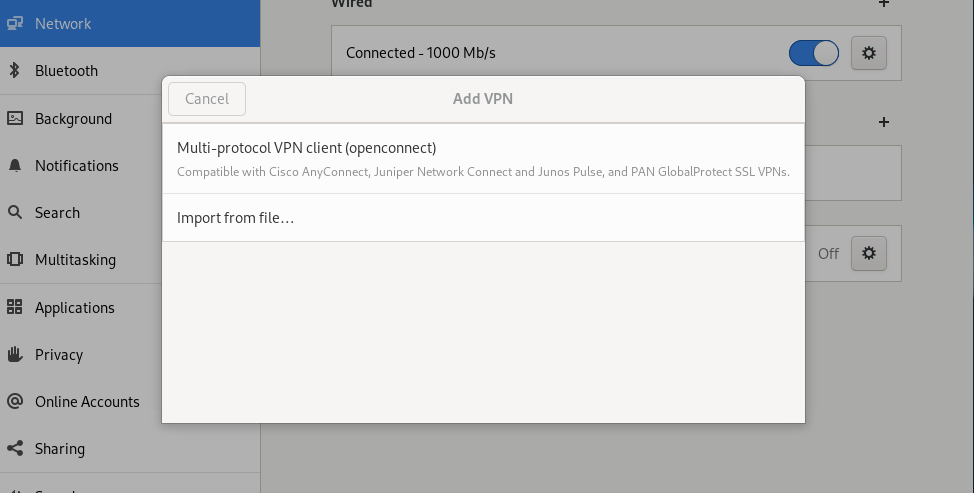 Wired
Network
Connected - 1000 Mb/s
Bluetooth
Cancel
Add VPN
Background
Multi-protocol VPN client (openconnect)
Notifications
Compatible with Cisco AnyConnect, Juniper Network Connect and Junos Pulse, and PAN GlobalProtect SSL VPNs.
Search
Import from file…
Multitasking
Off
Applications
Privacy
Online Accounts
Sharing